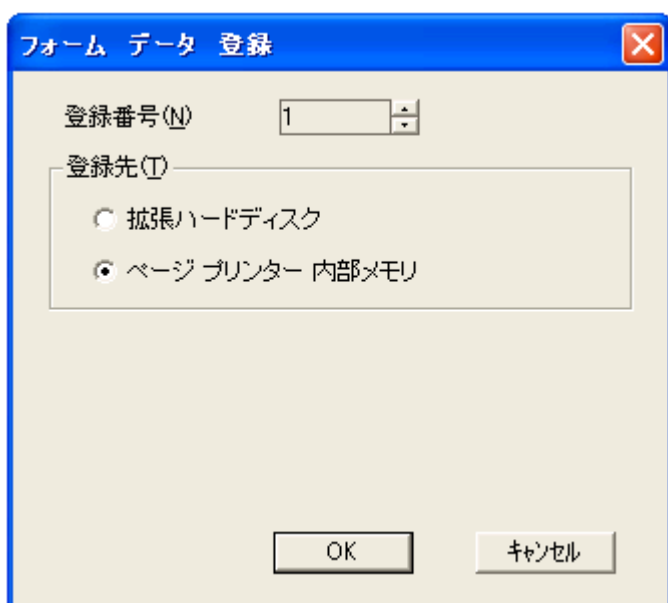 フォーム データ 登録
登録番号(N) 1
登録先(T)
拡張ハードディスク
ページ プリンター 内部メモリ
OK キャンセル